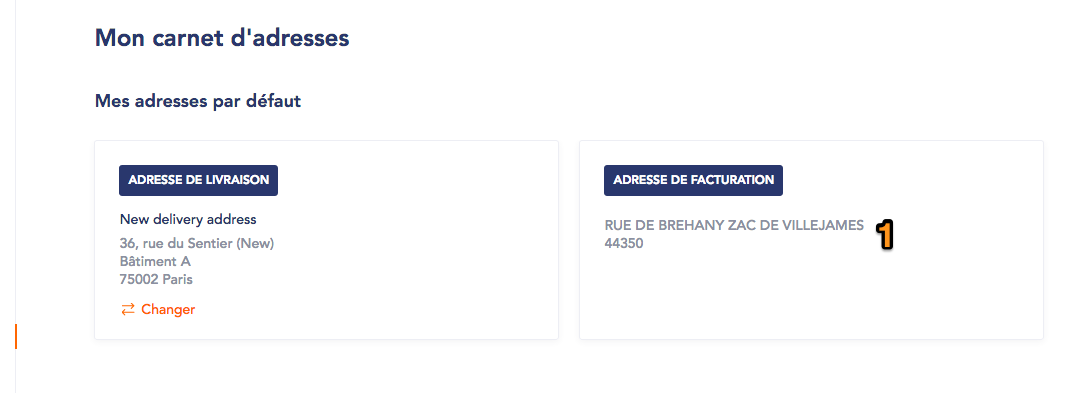 Mon carnet d'adresses
Mes adresses par défaut
ADRESSE DE LIVRAISON
New delivery address
36, rue du Sentier (New)
Bâtiment A
75002 Paris
Changer
ADRESSE DE FACTURATION
RUE DE BREHANY ZAC DE VILLEJAMES
44350
1